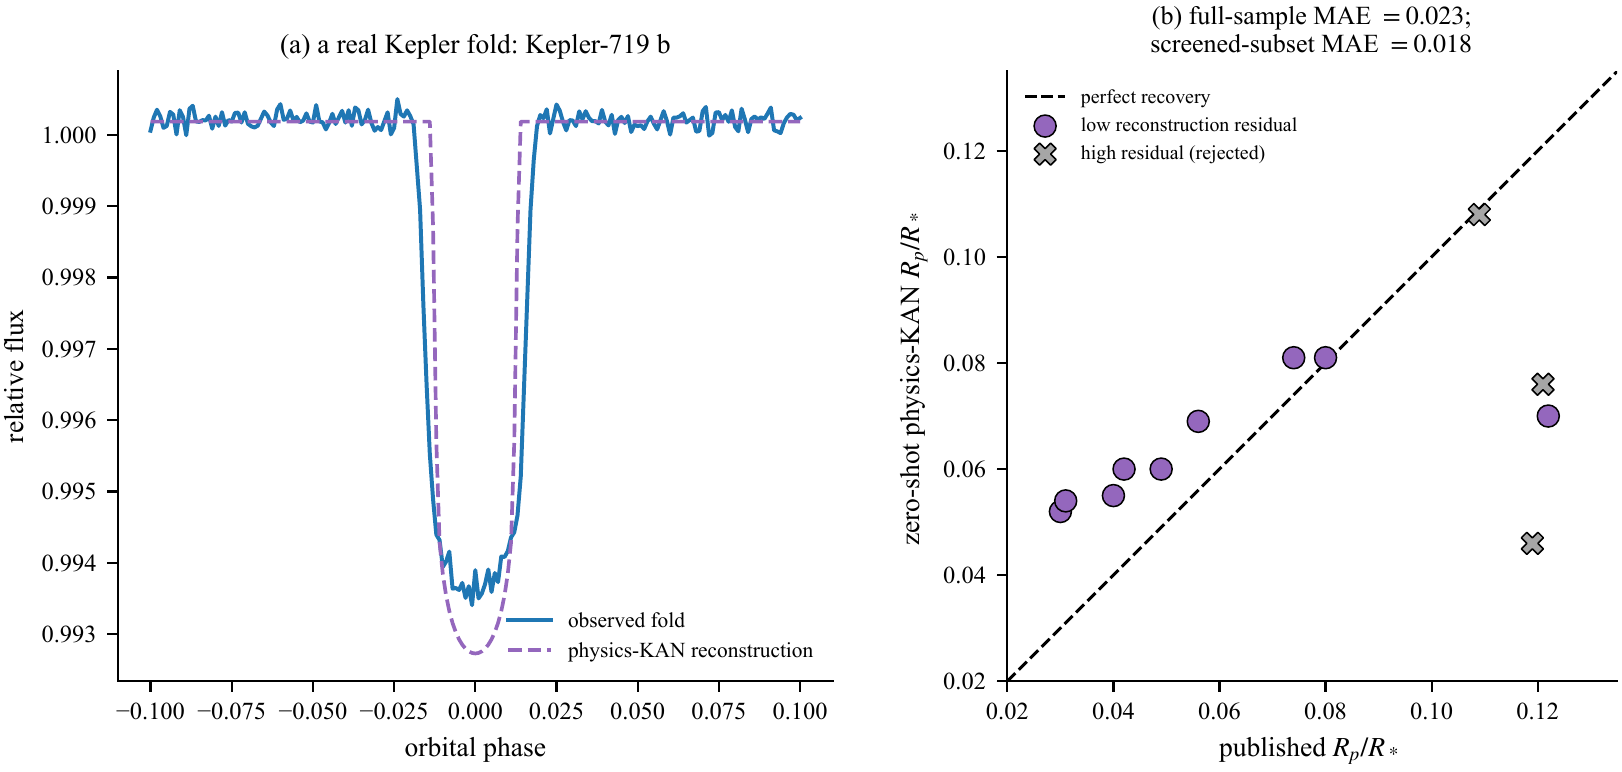 (a) a real Kepler fold: Kepler-719 b
relative flux
1.000
0.999
0.998
0.997
0.996
0.995
0.994
0.993
observed fold
physics-KAN reconstruction
−0.100 −0.075 −0.050 −0.025 0.000 0.025 0.050 0.075 0.100
orbital phase
(b) full-sample MAE = 0.023;
screened-subset MAE = 0.018
perfect recovery
low reconstruction residual
high residual (rejected)
zero-shot physics-KAN Rp/R*
0.12
0.10
0.08
0.06
0.04
0.02
0.02 0.04 0.06 0.08 0.10 0.12
published Rp/R*